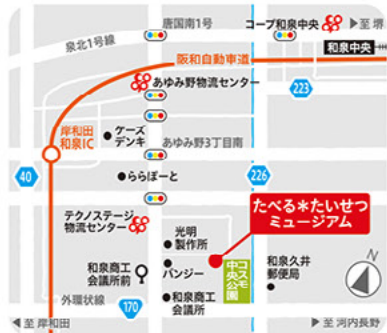 唐国南1号
コープ和泉中央
▶至 堺
泉北1号線
和泉中央
阪和自動車道
あゆみ野物流センター
223
岸和田
和泉IC
ケーズ
デンキ
あゆみ野3丁目南
40
ららぽーと
226
たべる*たいせつ
ミュージアム
テクノステージ
物流センター
光明
製作所
コスモ
中央公園
和泉商工
会議所前
バンジー
和泉久井
郵便局
N
外環状線
170
和泉商工
会議所
◀至 岸和田
▶至 河内長野